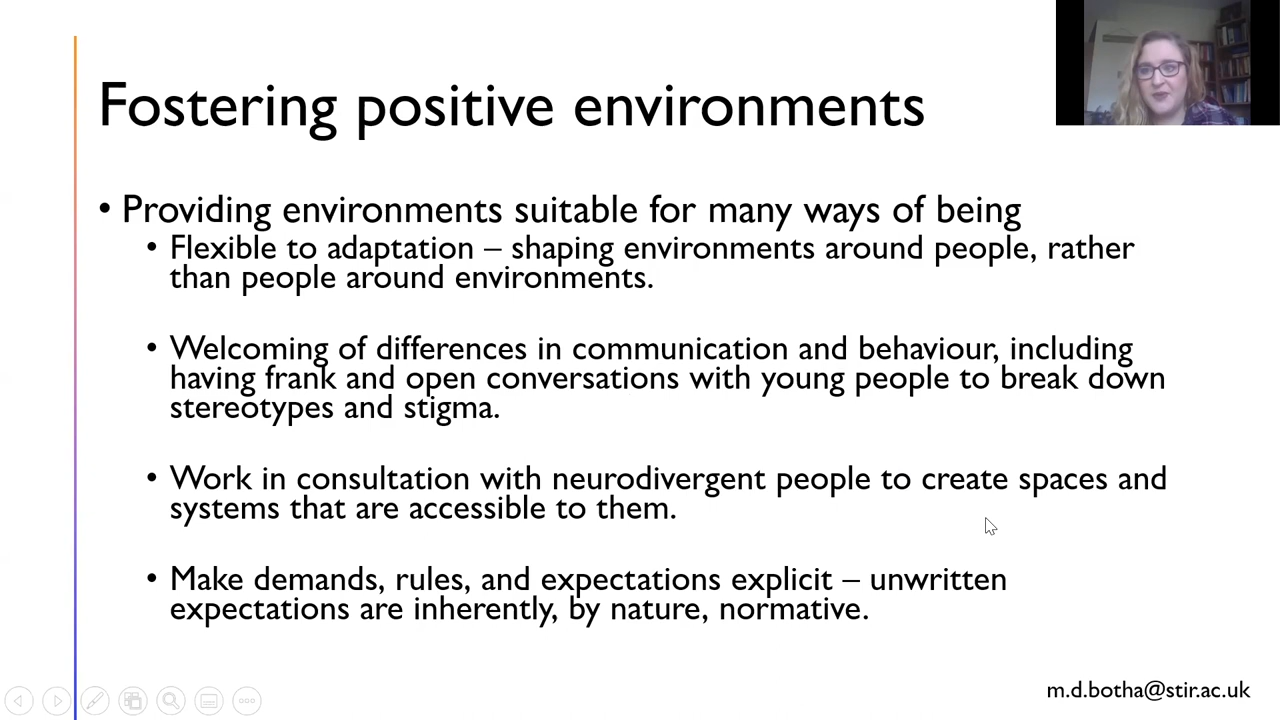 Fostering positive environments
• Providing environments suitable for many ways of being
• Flexible to adaptation – shaping environments around people, rather
than people around environments.
• Welcoming of differences in communication and behaviour, including
having frank and open conversations with young people to break down
stereotypes and stigma.
• Work in consultation with neurodivergent people to create spaces and
systems that are accessible to them.
• Make demands, rules, and expectations explicit – unwritten
expectations are inherently, by nature, normative.
m.d.botha@stir.ac.uk